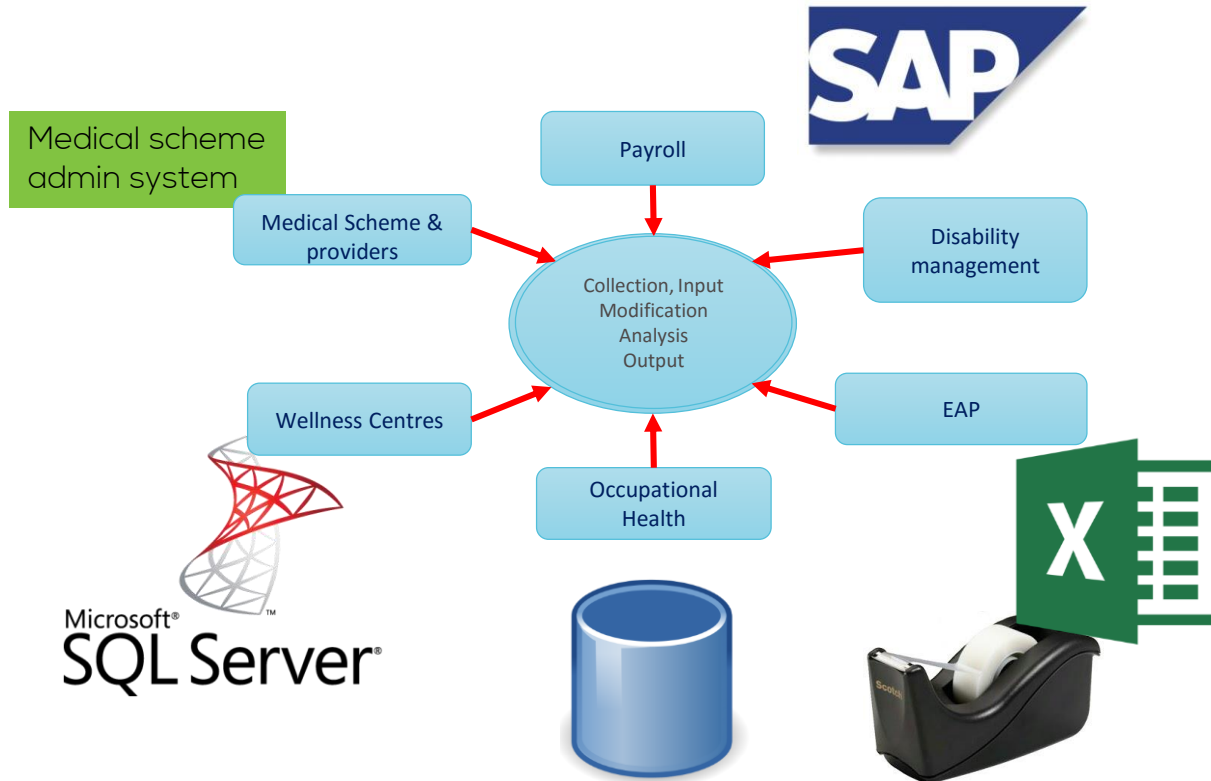 SAP
Medical scheme
admin system
Payroll
Medical Scheme &
providers
Disability
management
Collection, Input
Modification
Analysis
Output
Wellness Centres
EAP
Occupational
Health
X
Microsoft®
SQL Server®
™
Scotch